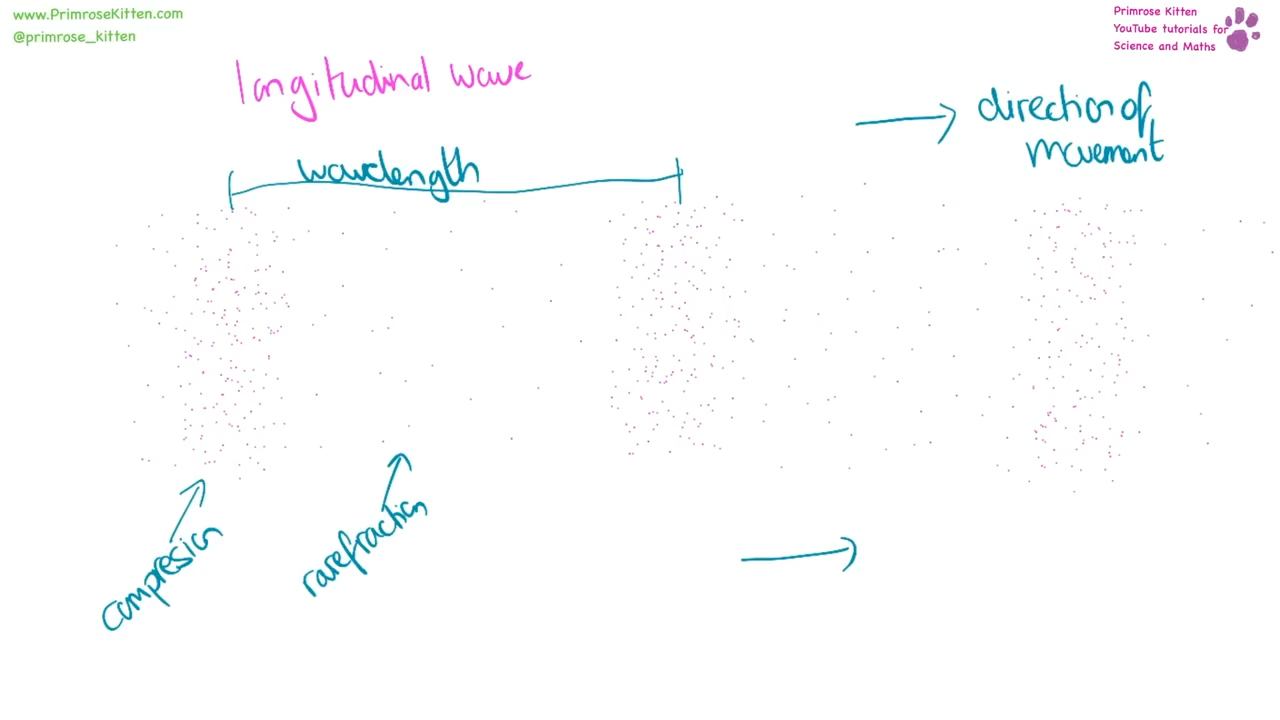 www.PrimroseKitten.com
@primrose_kitten
Primrose Kitten
YouTube tutorials for
Science and Maths
longitudinal wave
direction of
movement
wavelength
compresion
rarefraction